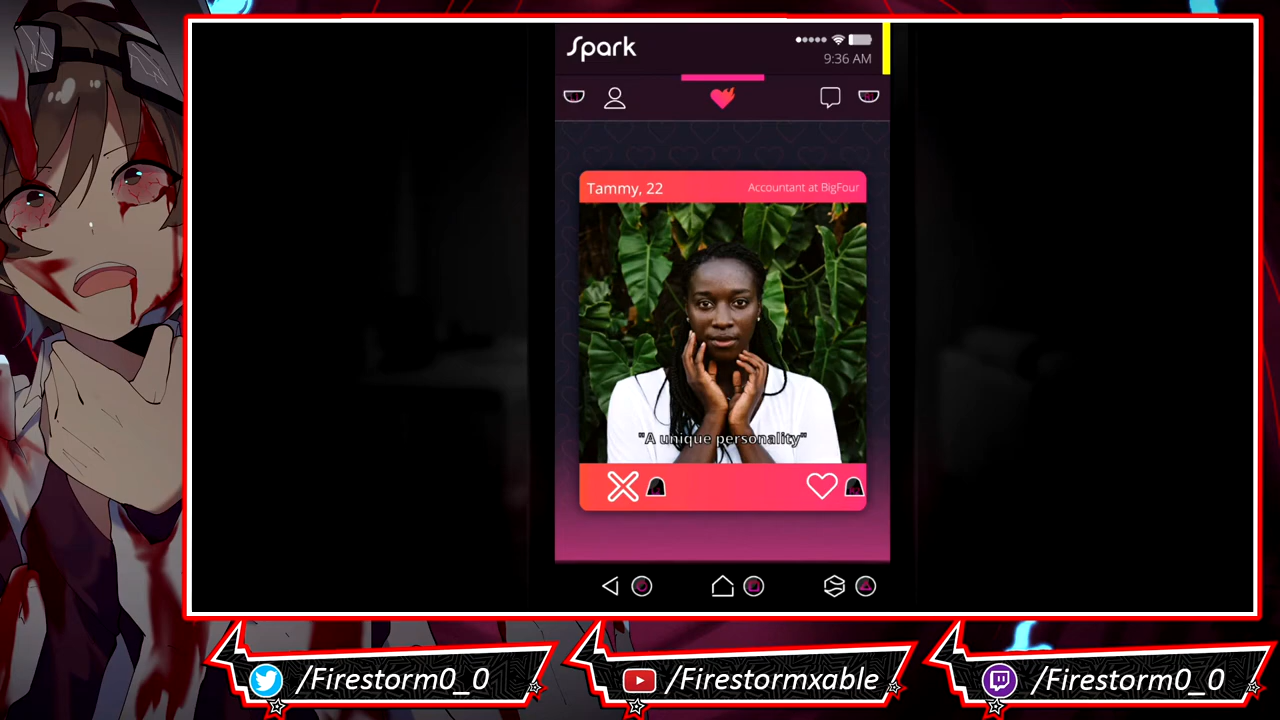 Spark
9:36 AM
Tammy, 22
Accountant at BigFour
"A unique personality"
/Firestorm0_0
/Firestormxable
/Firestorm0_0